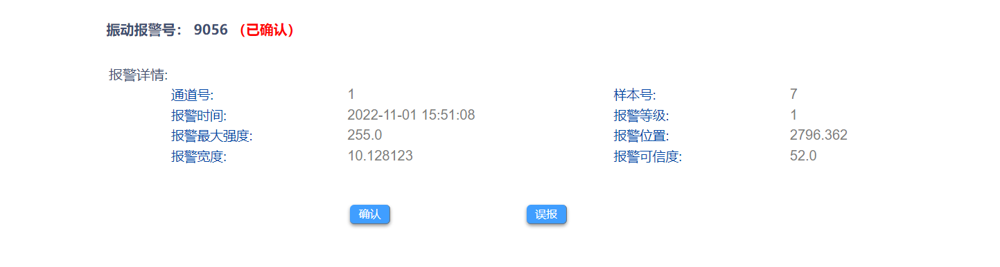 振动报警号： 9056 （已确认）
报警详情:
通道号: 1 样本号: 7
报警时间: 2022-11-01 15:51:08 报警等级: 1
报警最大强度: 255.0 报警位置: 2796.362
报警宽度: 10.128123 报警可信度: 52.0
确认 误报